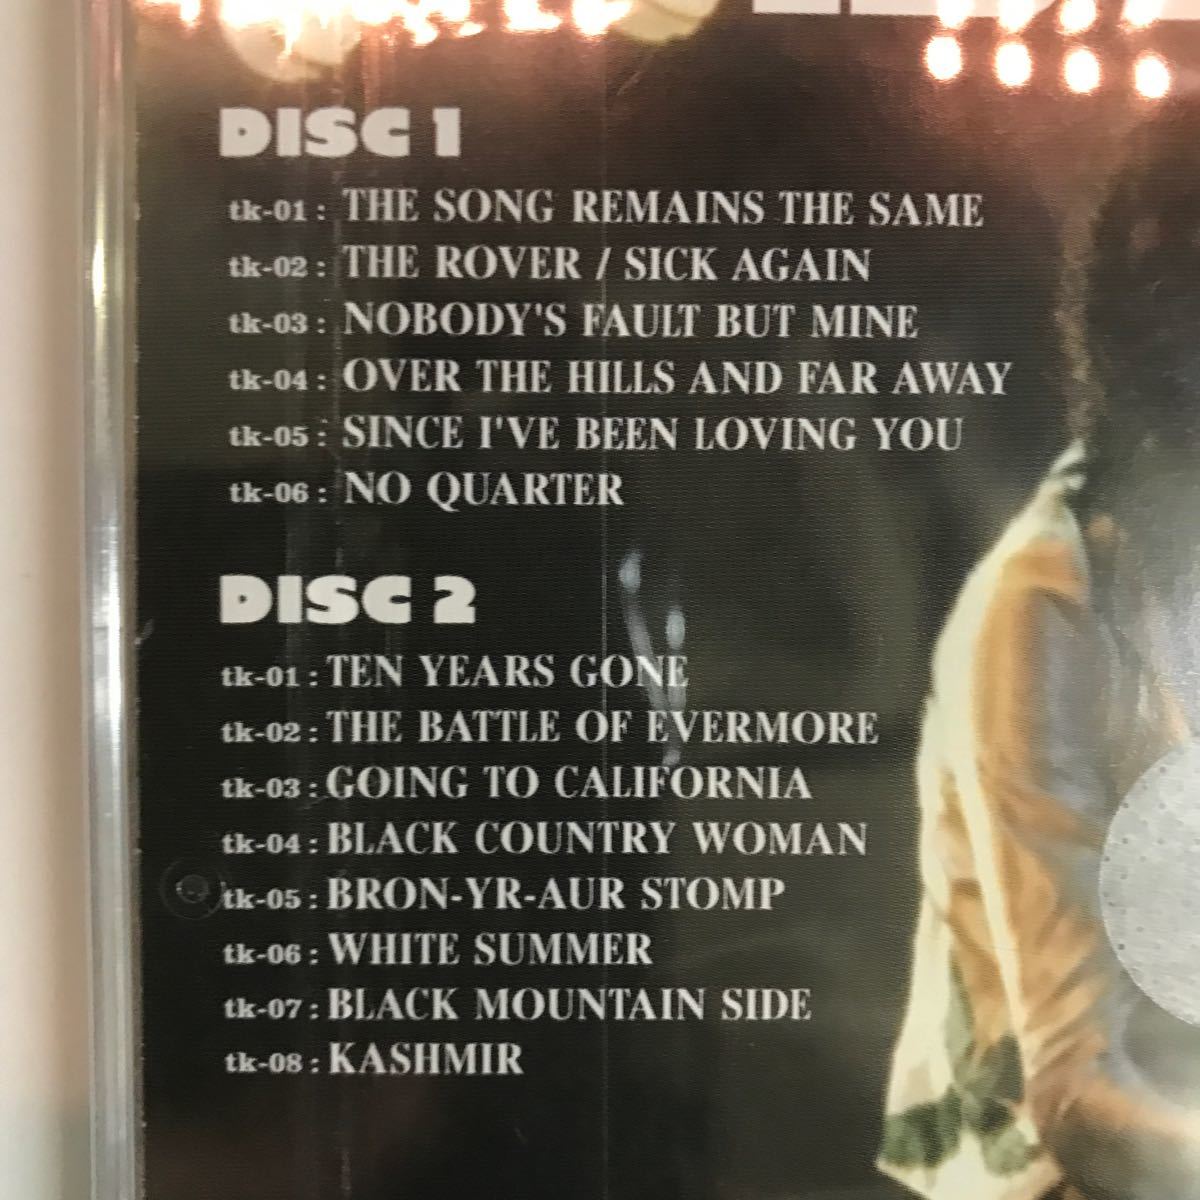 DISC 1
tk-01 : THE SONG REMAINS THE SAME
tk-02 : THE ROVER / SICK AGAIN
tk-03 : NOBODY'S FAULT BUT MINE
tk-04 : OVER THE HILLS AND FAR AWAY
tk-05 : SINCE I'VE BEEN LOVING YOU
tk-06 : NO QUARTER
DISC 2
tk-01 : TEN YEARS GONE
tk-02 : THE BATTLE OF EVERMORE
tk-03 : GOING TO CALIFORNIA
tk-04 : BLACK COUNTRY WOMAN
tk-05 : BRON-YR-AUR STOMP
tk-06 : WHITE SUMMER
tk-07 : BLACK MOUNTAIN SIDE
tk-08 : KASHMIR